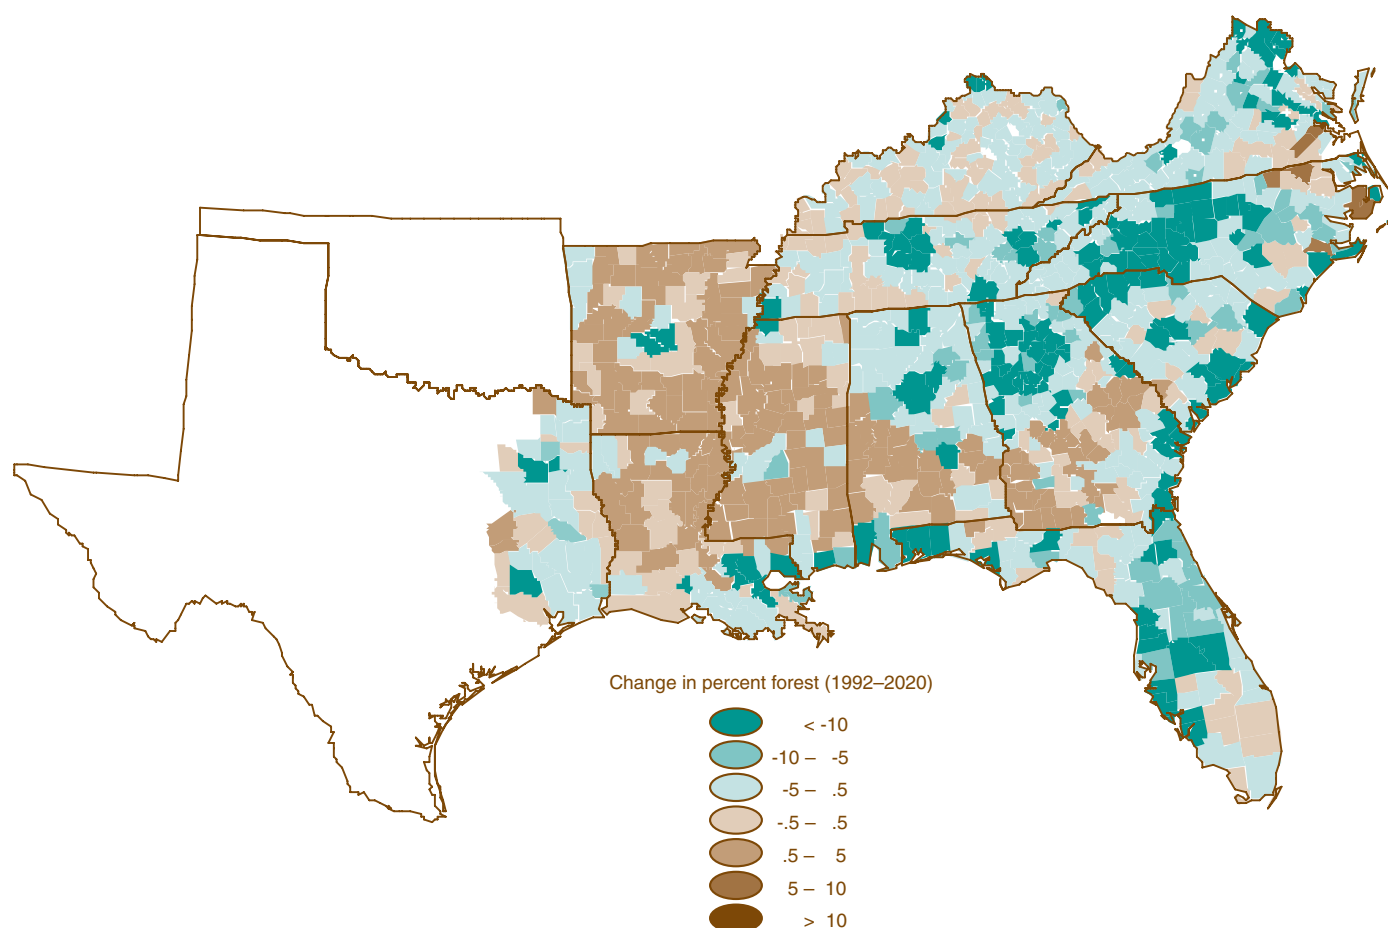 Change in percent forest (1992–2020)
< -10
-10 – -5
-5 – .5
-.5 – .5
.5 – 5
5 – 10
> 10